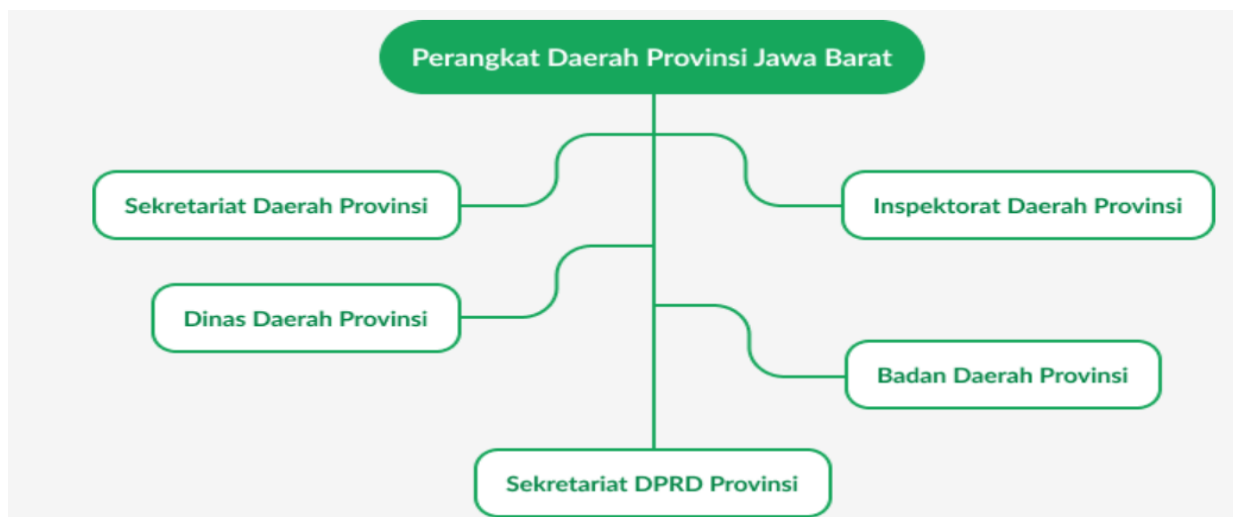 Perangkat Daerah Provinsi Jawa Barat
Sekretariat Daerah Provinsi
Inspektorat Daerah Provinsi
Dinas Daerah Provinsi
Badan Daerah Provinsi
Sekretariat DPRD Provinsi